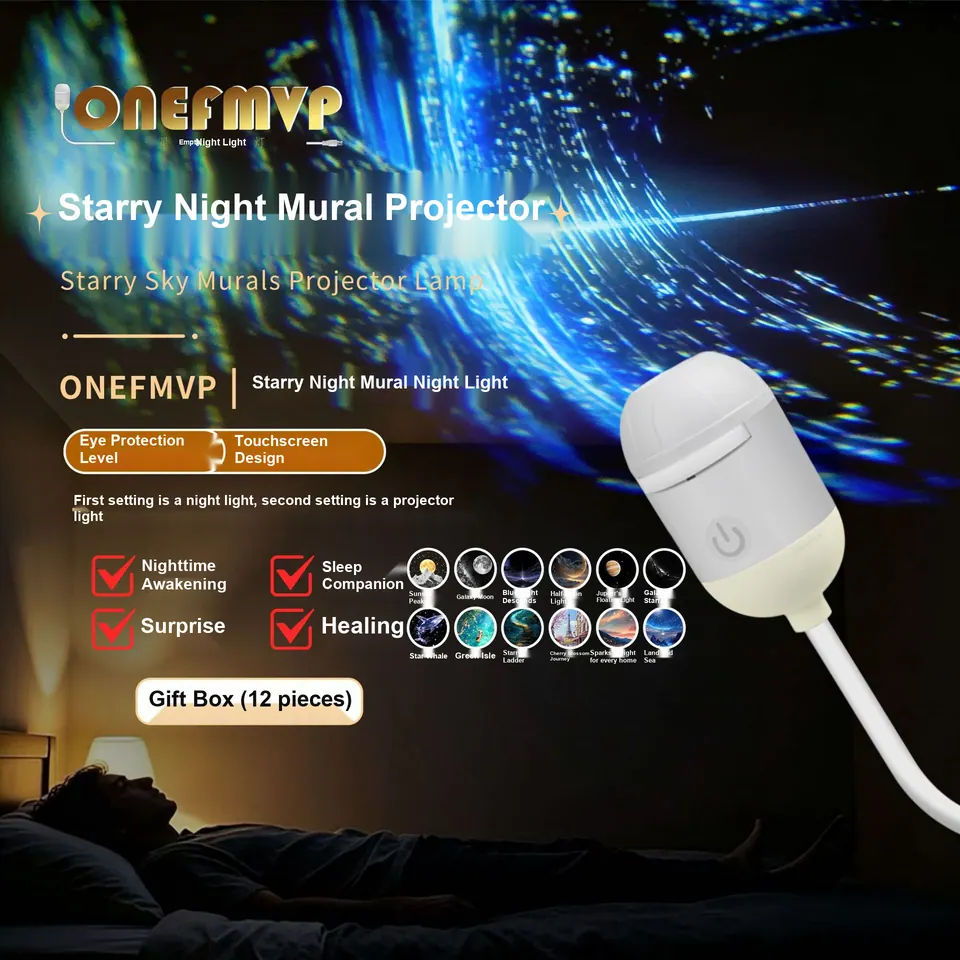 ONEFMVP
Night Light
Starry Night Mural Projector
Starry Sky Murals Projector Lamp
ONEFMVP
Starry Night Mural Night Light
Eye Protection
Level
Touchscreen
Design
First setting is a night light, second setting is a projector
light
Nighttime
Awakening
Sleep
Companion
Surprise
Healing
Galaxy Moon
Star Whale
Green Isle
Ladder
Cherry Blossom
Journey
for every home
Sea
Gift Box (12 pieces)